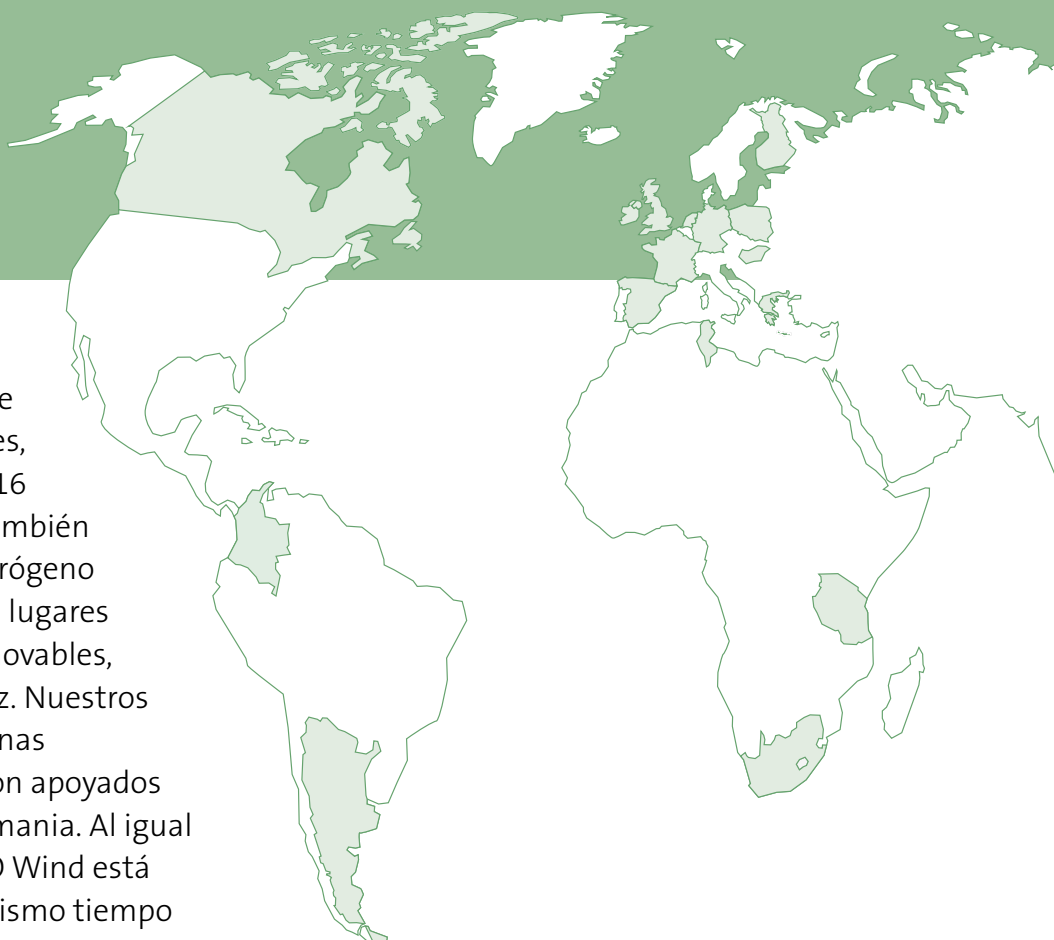 e
es,
16
mbién
rógeno
lugares
ovables,
z. Nuestros
nas
on apoyados
mania. Al igual
Wind está
ismo tiempo